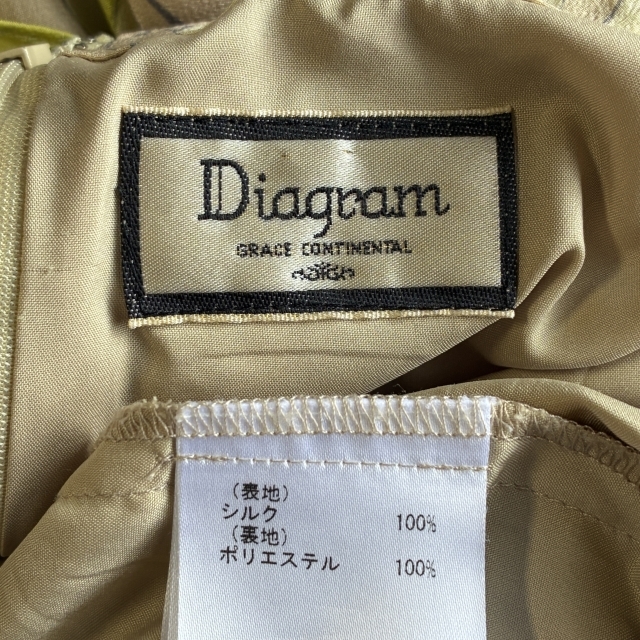 Diagram
GRACE CONTINENTAL
(表地)
シルク 100%
(裏地)
ポリエステル 100%